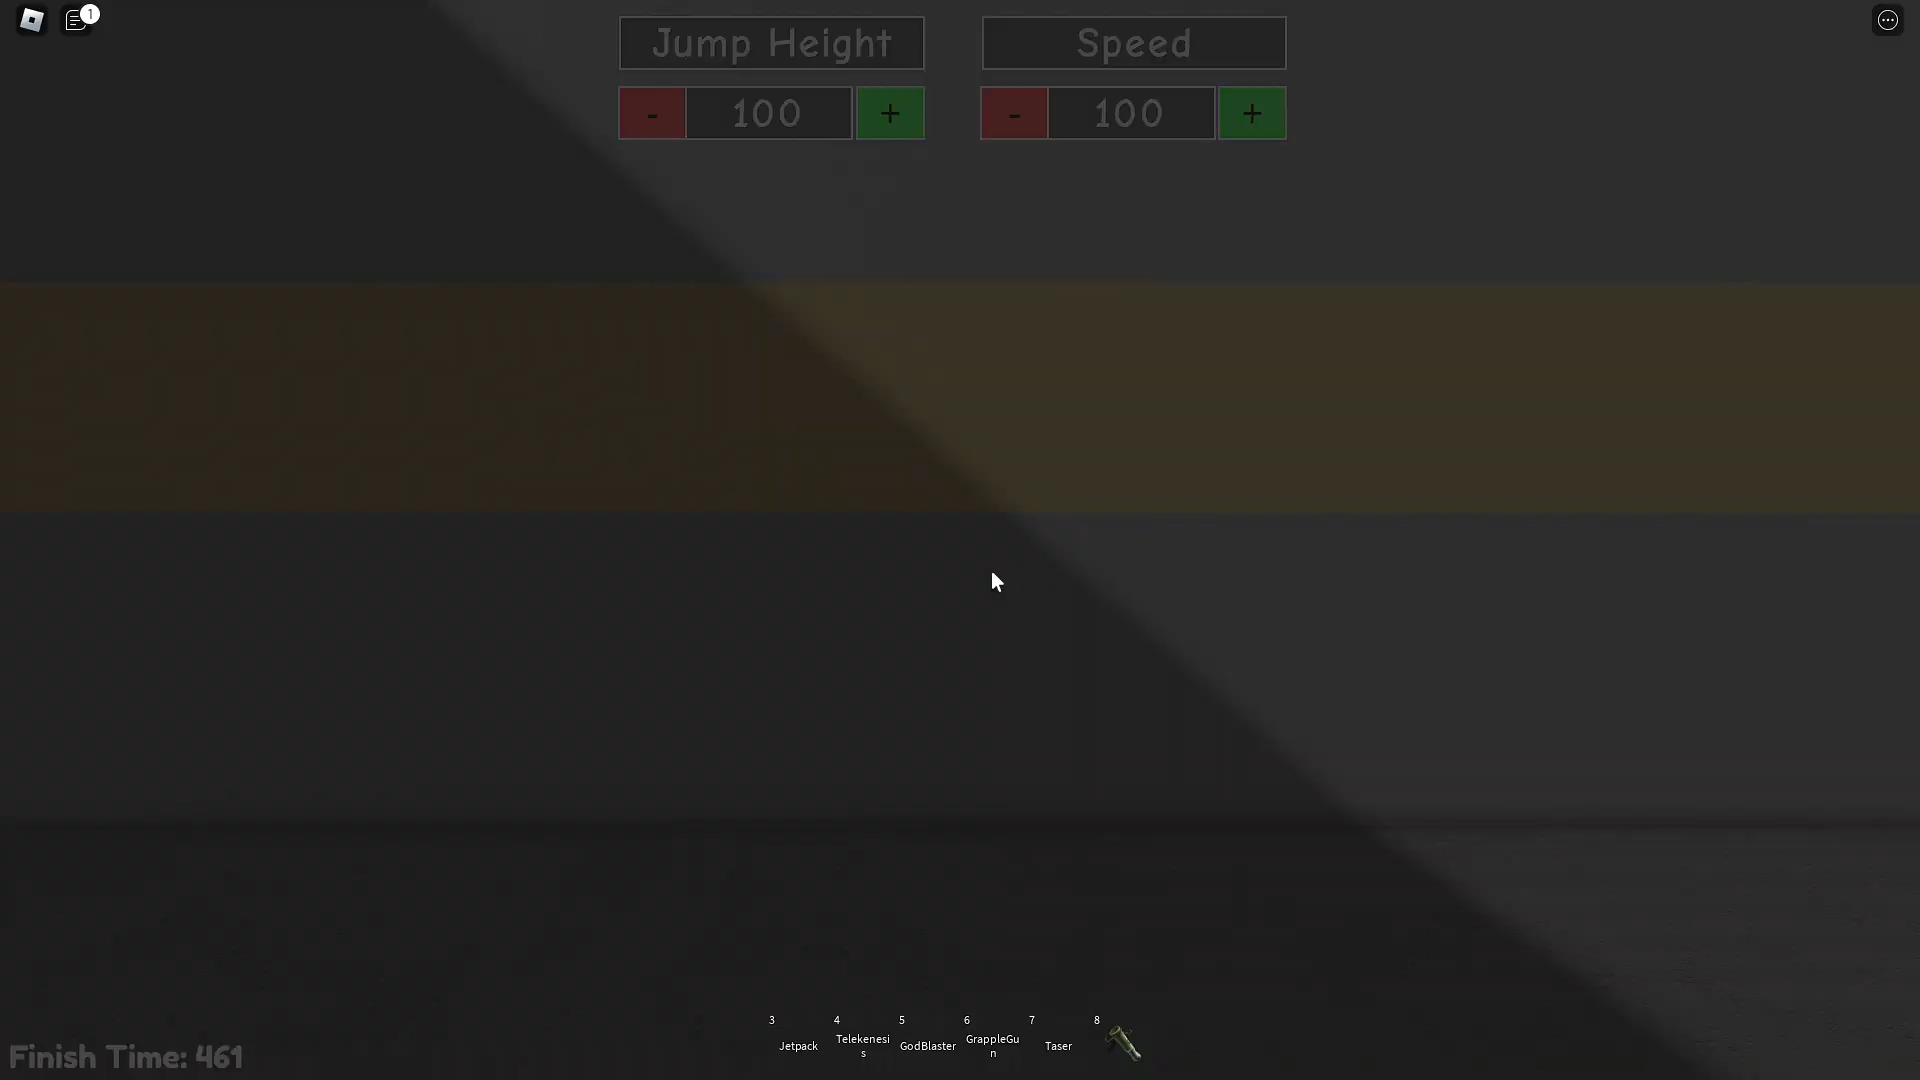 1
Jump Height Speed
- 100 + - 100 +
3 4 5 6 7 8
Jetpack Telekenesi
s GodBlaster GrappleGu
n Taser
Finish Time: 461